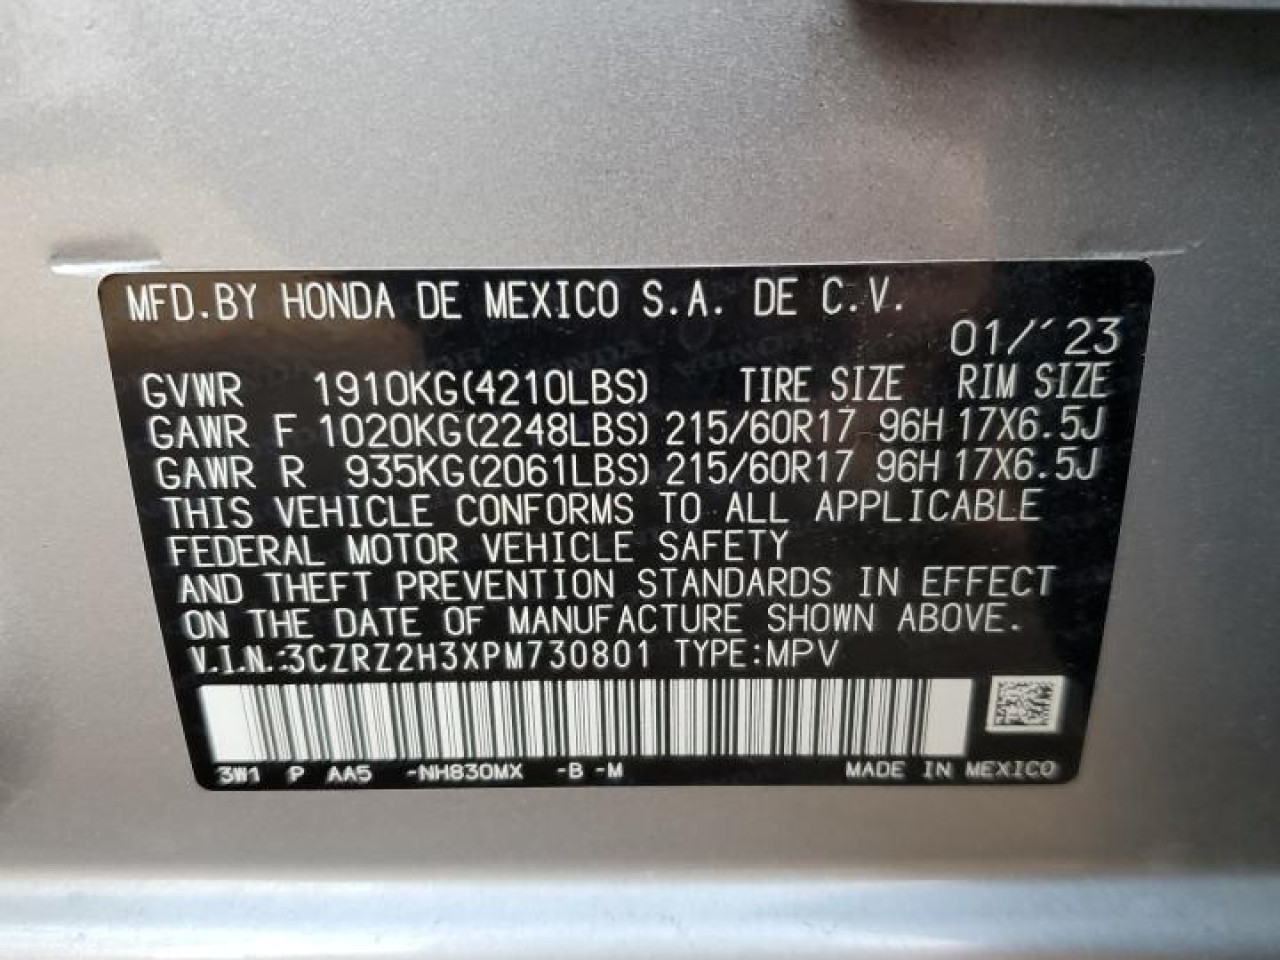 MFD.BY HONDA DE MEXICO S.A. DE C.V.
01/'23
GVWR 1910KG(4210LBS) TIRE SIZE RIM SIZE
GAWR F 1020KG(2248LBS) 215/60R17 96H 17X6.5J
GAWR R 935KG(2061LBS) 215/60R17 96H 17X6.5J
THIS VEHICLE CONFORMS TO ALL APPLICABLE
FEDERAL MOTOR VEHICLE SAFETY
AND THEFT PREVENTION STANDARDS IN EFFECT
ON THE DATE OF MANUFACTURE SHOWN ABOVE.
V.I.N.:3CZRZ2H3XPM730801 TYPE:MPV
3W1 P AA5 -NH830MX -B -M MADE IN MEXICO